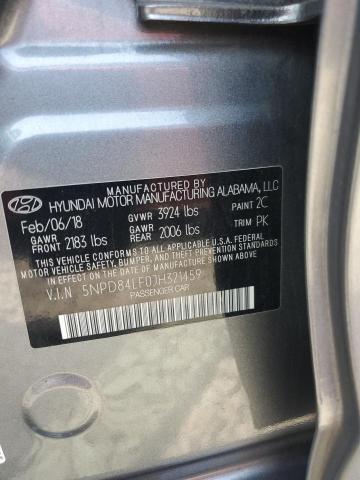 MANUFACTURED BY
HYUNDAI MOTOR MANUFACTURING ALABAMA, LLC
Feb/06/18 GVWR 3924 lbs PAINT 2C
GAWR FRONT 2183 lbs GAWR REAR 2006 lbs TRIM PK
THIS VEHICLE CONFORMS TO ALL APPLICABLE U.S. FEDERAL MOTOR VEHICLE SAFETY, BUMPER, AND THEFT PREVENTION STANDARDS IN EFFECT ON THE DATE OF MANUFACTURE SHOWN ABOVE.
V.I.N 5NPD84LF0JH321459
PASSENGER CAR